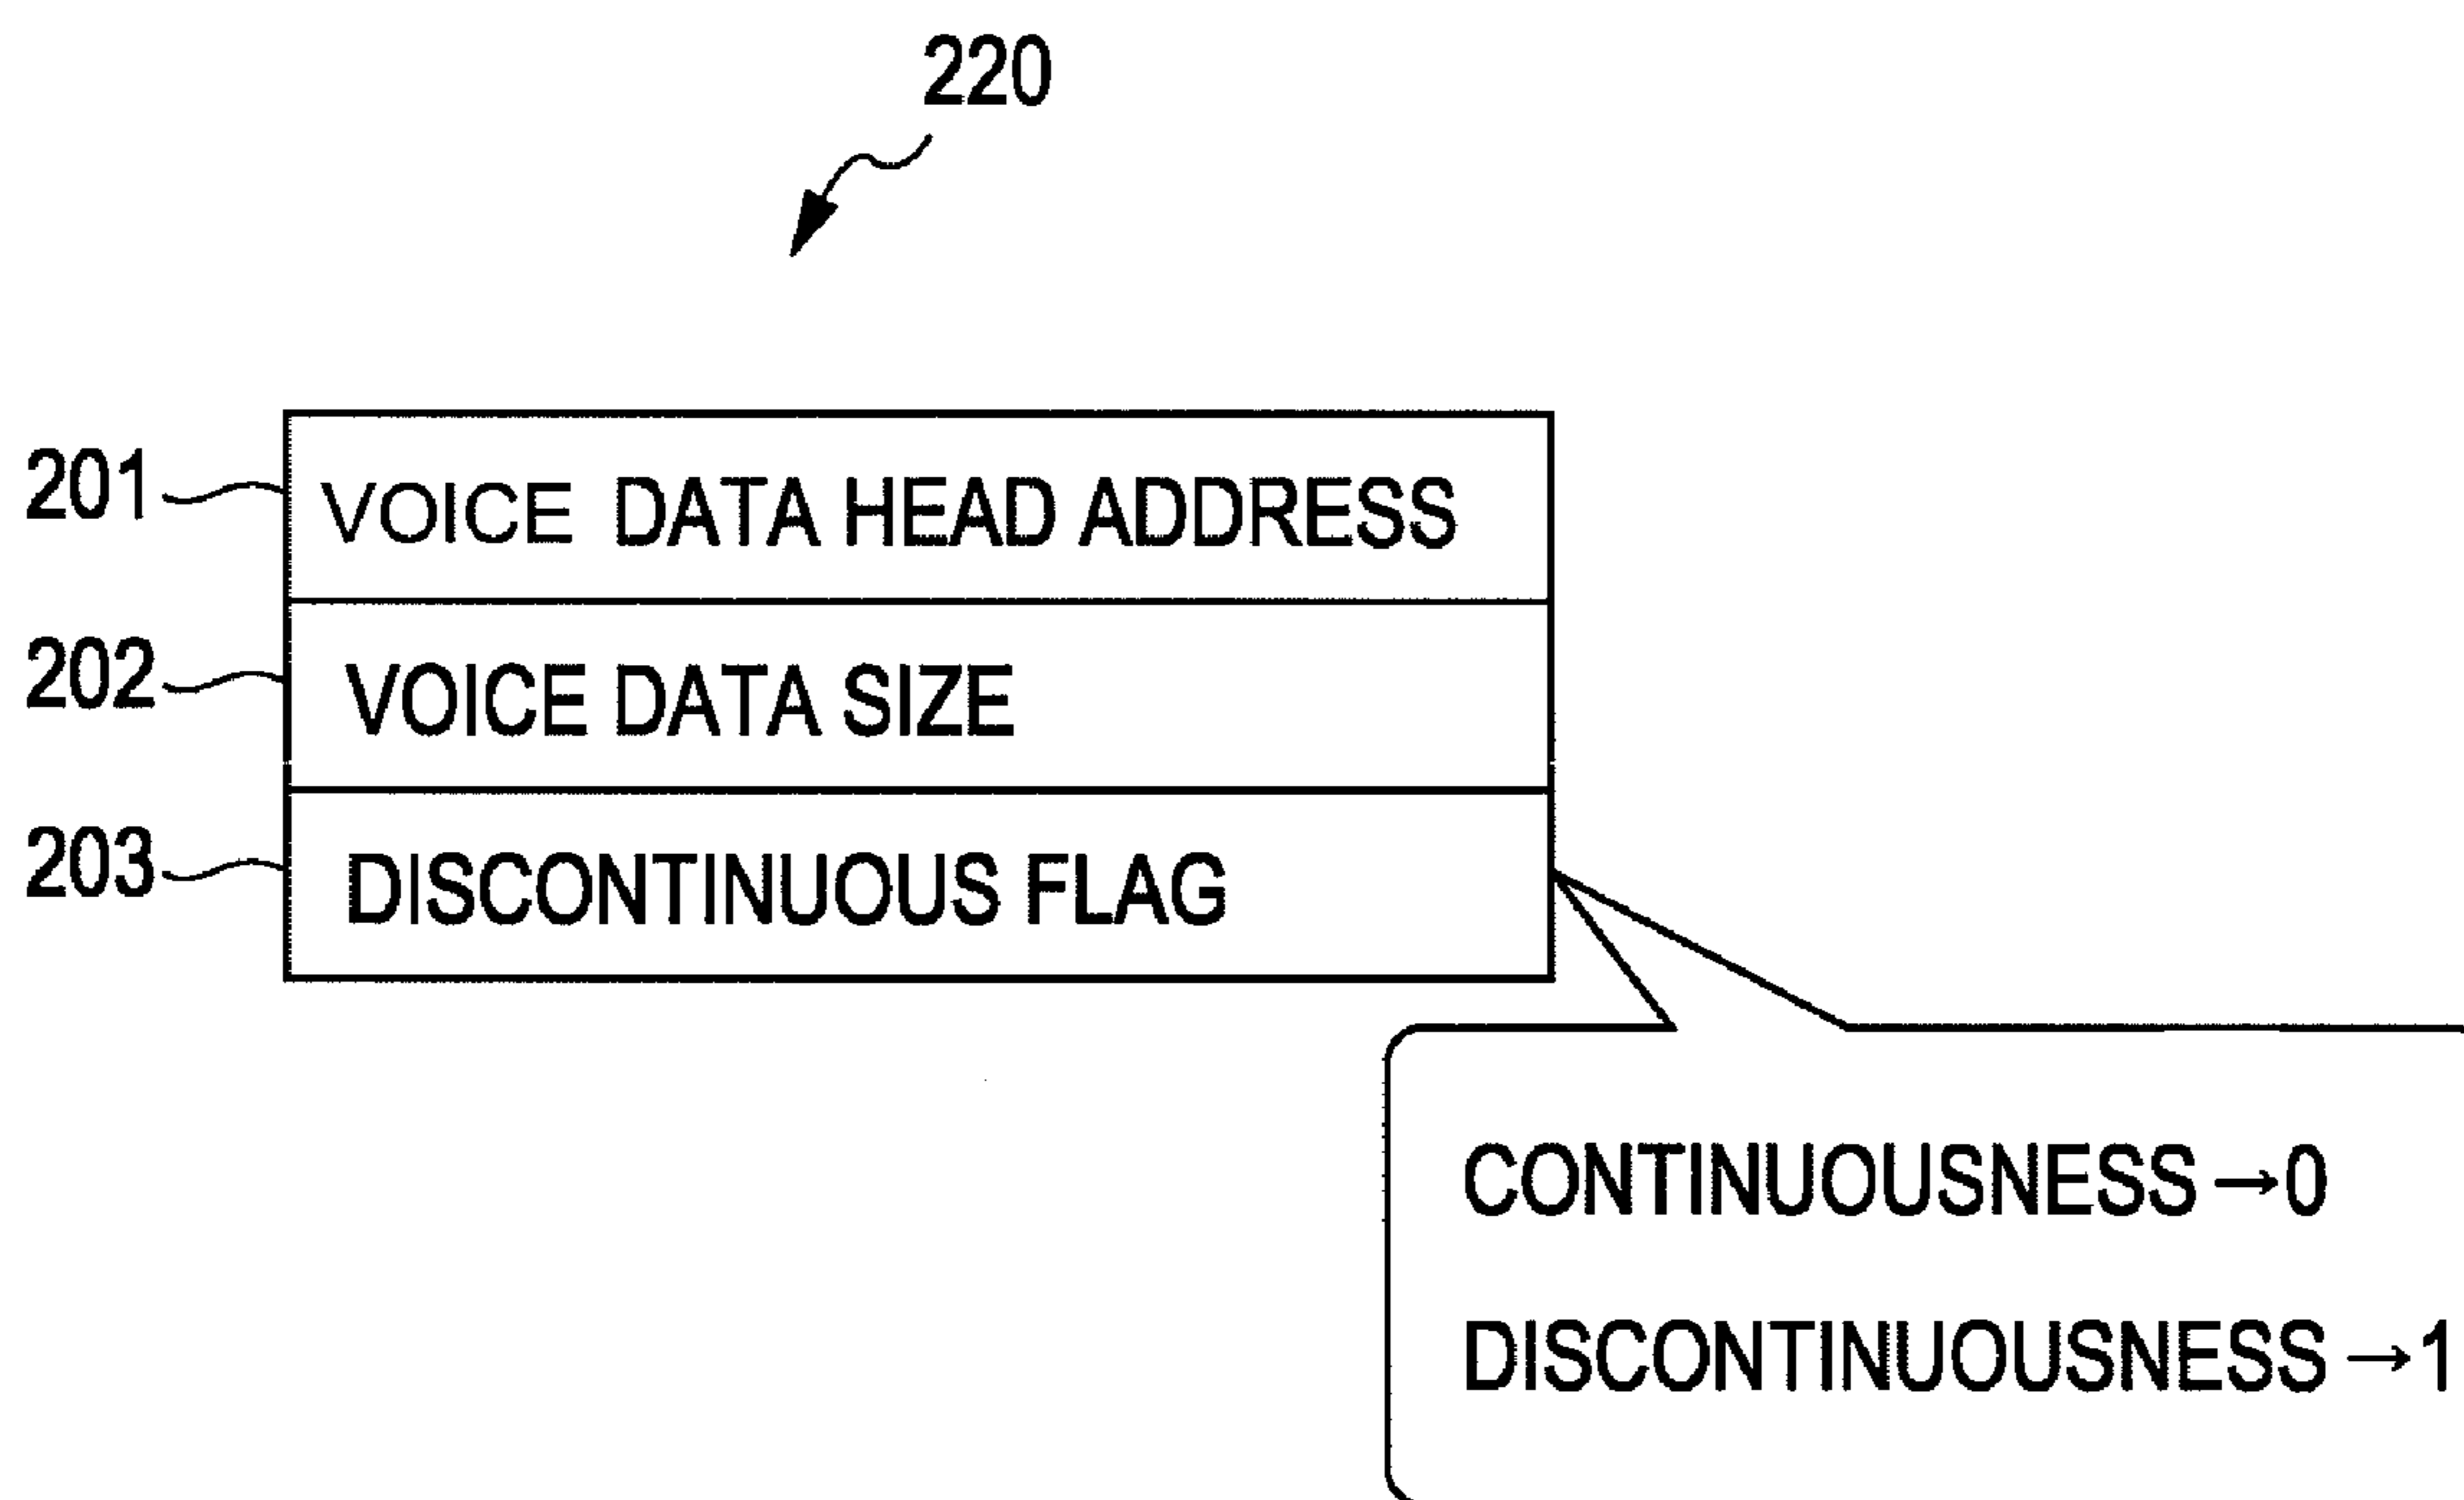 220
201 VOICE DATA HEAD ADDRESS
202 VOICE DATA SIZE
203 DISCONTINUOUS FLAG
CONTINUOUSNESS →0
DISCONTINUOUSNESS →1